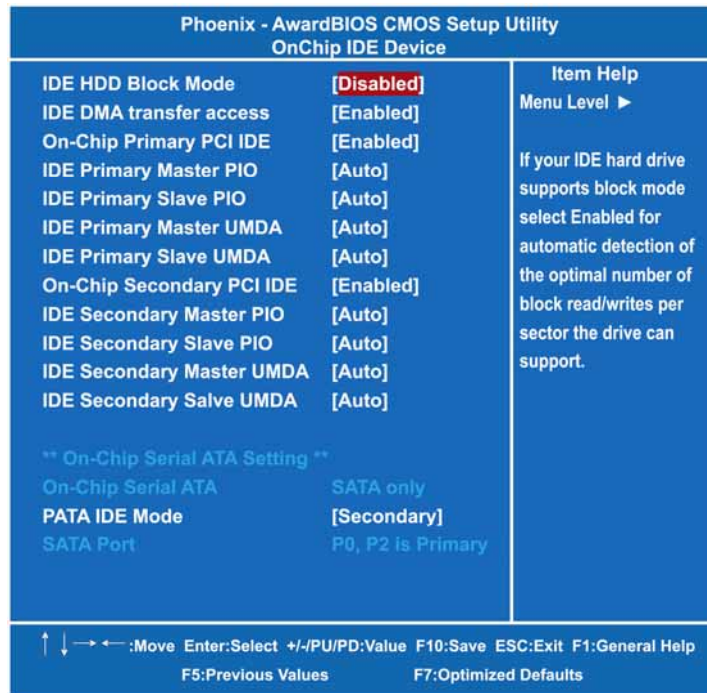 Phoenix - AwardBIOS CMOS Setup Utility
OnChip IDE Device
IDE HDD Block Mode [Disabled]
IDE DMA transfer access [Enabled]
On-Chip Primary PCI IDE [Enabled]
IDE Primary Master PIO [Auto]
IDE Primary Slave PIO [Auto]
IDE Primary Master UMDA [Auto]
IDE Primary Slave UMDA [Auto]
On-Chip Secondary PCI IDE [Enabled]
IDE Secondary Master PIO [Auto]
IDE Secondary Slave PIO [Auto]
IDE Secondary Master UMDA [Auto]
IDE Secondary Salve UMDA [Auto]
** On-Chip Serial ATA Setting **
On-Chip Serial ATA SATA only
PATA IDE Mode [Secondary]
SATA Port P0, P2 is Primary
Item Help
Menu Level ►
If your IDE hard drive
supports block mode
select Enabled for
automatic detection of
the optimal number of
block read/writes per
sector the drive can
support.
↑ ↓ → ← :Move Enter:Select +/-/PU/PD:Value F10:Save ESC:Exit F1:General Help
F5:Previous Values F7:Optimized Defaults